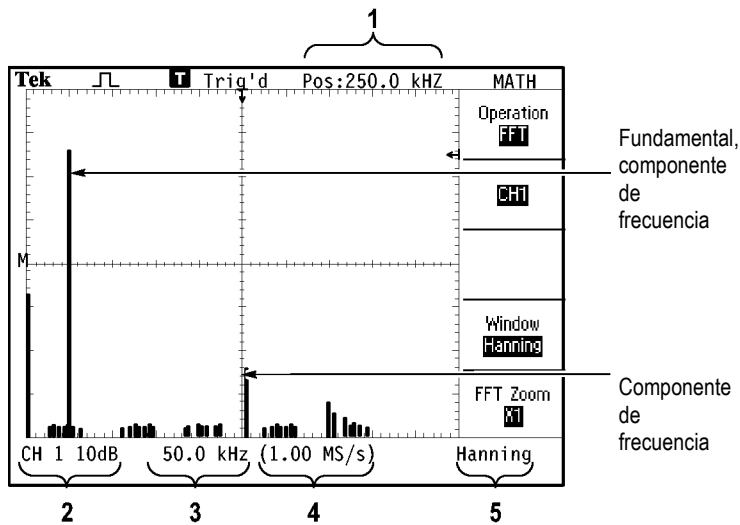 1
Tek T Trig'd Pos:250.0 kHZ MATH
Operation
FFT
CH1
Window
Hanning
FFT Zoom
X1
M
CH 1 10dB 50.0 kHz (1.00 MS/s) Hanning
2 3 4 5
Fundamental,
componente
de
frecuencia
Componente
de
frecuencia